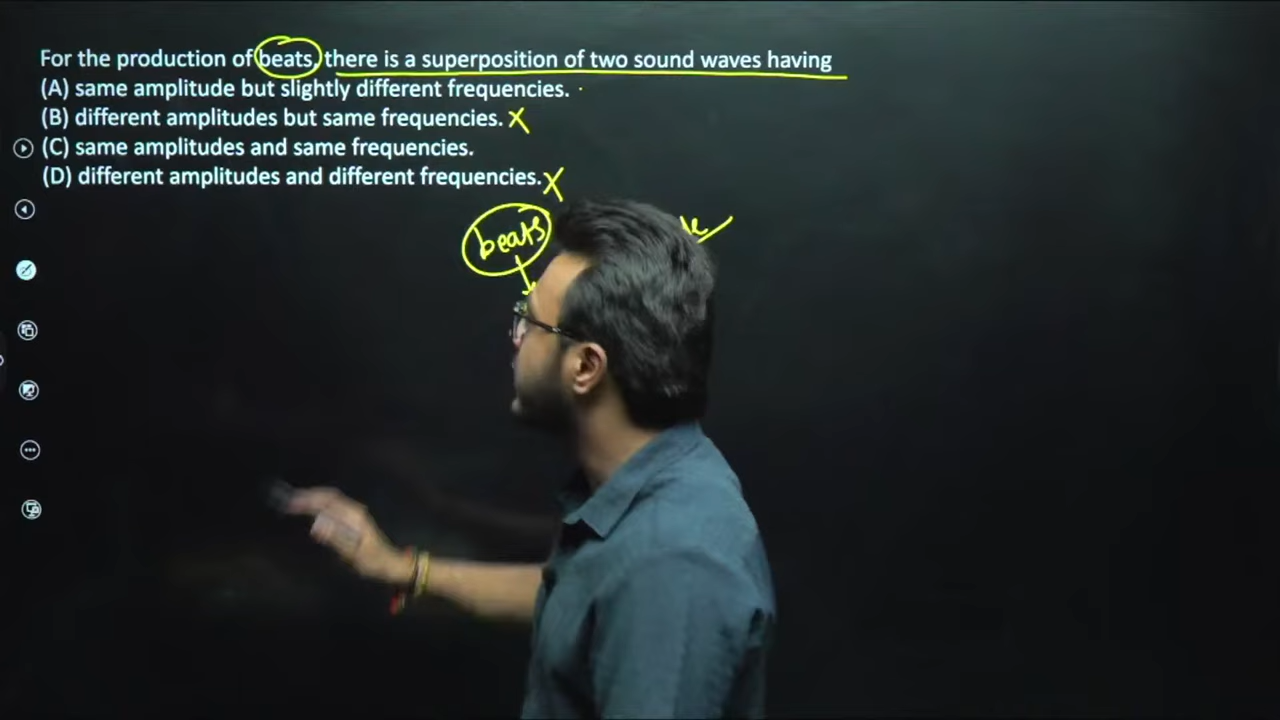 For the production of beats, there is a superposition of two sound waves having
(A) same amplitude but slightly different frequencies.
(B) different amplitudes but same frequencies. X
(C) same amplitudes and same frequencies.
(D) different amplitudes and different frequencies. X
beats